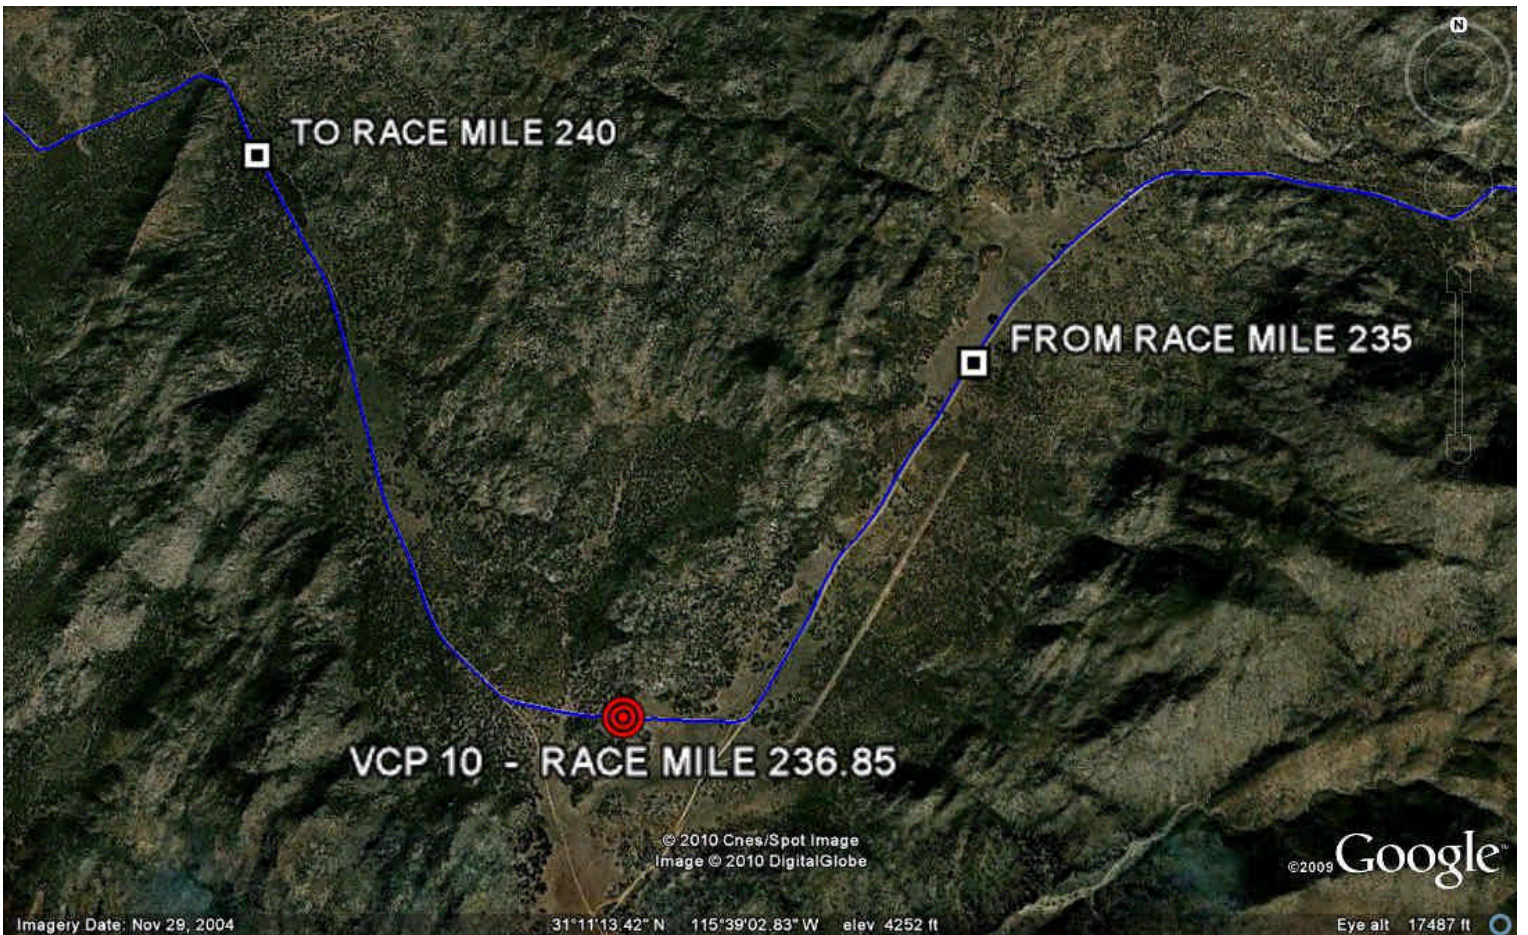 N
TO RACE MILE 240
FROM RACE MILE 235
VCP 10 - RACE MILE 236.85
© 2010 Cnes/Spot Image
Image © 2010 DigitalGlobe
©2009 Google™
Imagery Date: Nov 29, 2004 31°11'13.42" N 115°39'02.83" W elev 4252 ft Eye alt 17487 ft